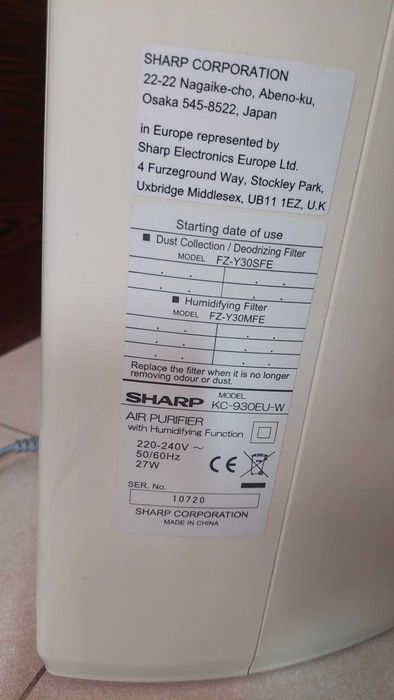 SHARP CORPORATION
22-22 Nagaike-cho, Abeno-ku,
Osaka 545-8522, Japan
in Europe represented by
Sharp Electronics Europe Ltd.
4 Furzeground Way, Stockley Park,
Uxbridge Middlesex, UB11 1EZ, U.K
Starting date of use
■ Dust Collection / Deodrizing Filter
MODEL FZ-Y30SFE
■ Humidifying Filter
MODEL FZ-Y30MFE
Replace the filter when it is no longer
removing odour or dust.
SHARP MODEL KC-930EU-W
AIR PURIFIER
with Humidifying Function
220-240V ~
50/60Hz
27W
CE
SER. No.
10720
SHARP CORPORATION
MADE IN CHINA